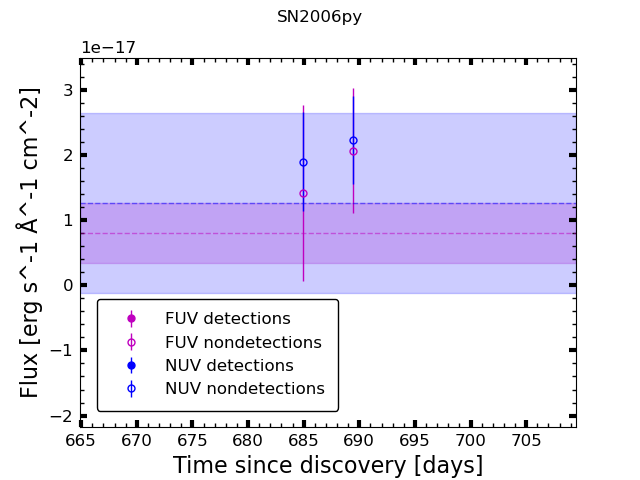 SN2006py
1e−17
3
2
1
0
−1
−2
Flux [erg s^-1 Å^-1 cm^-2]
FUV detections
FUV nondetections
NUV detections
NUV nondetections
665 670 675 680 685 690 695 700 705
Time since discovery [days]